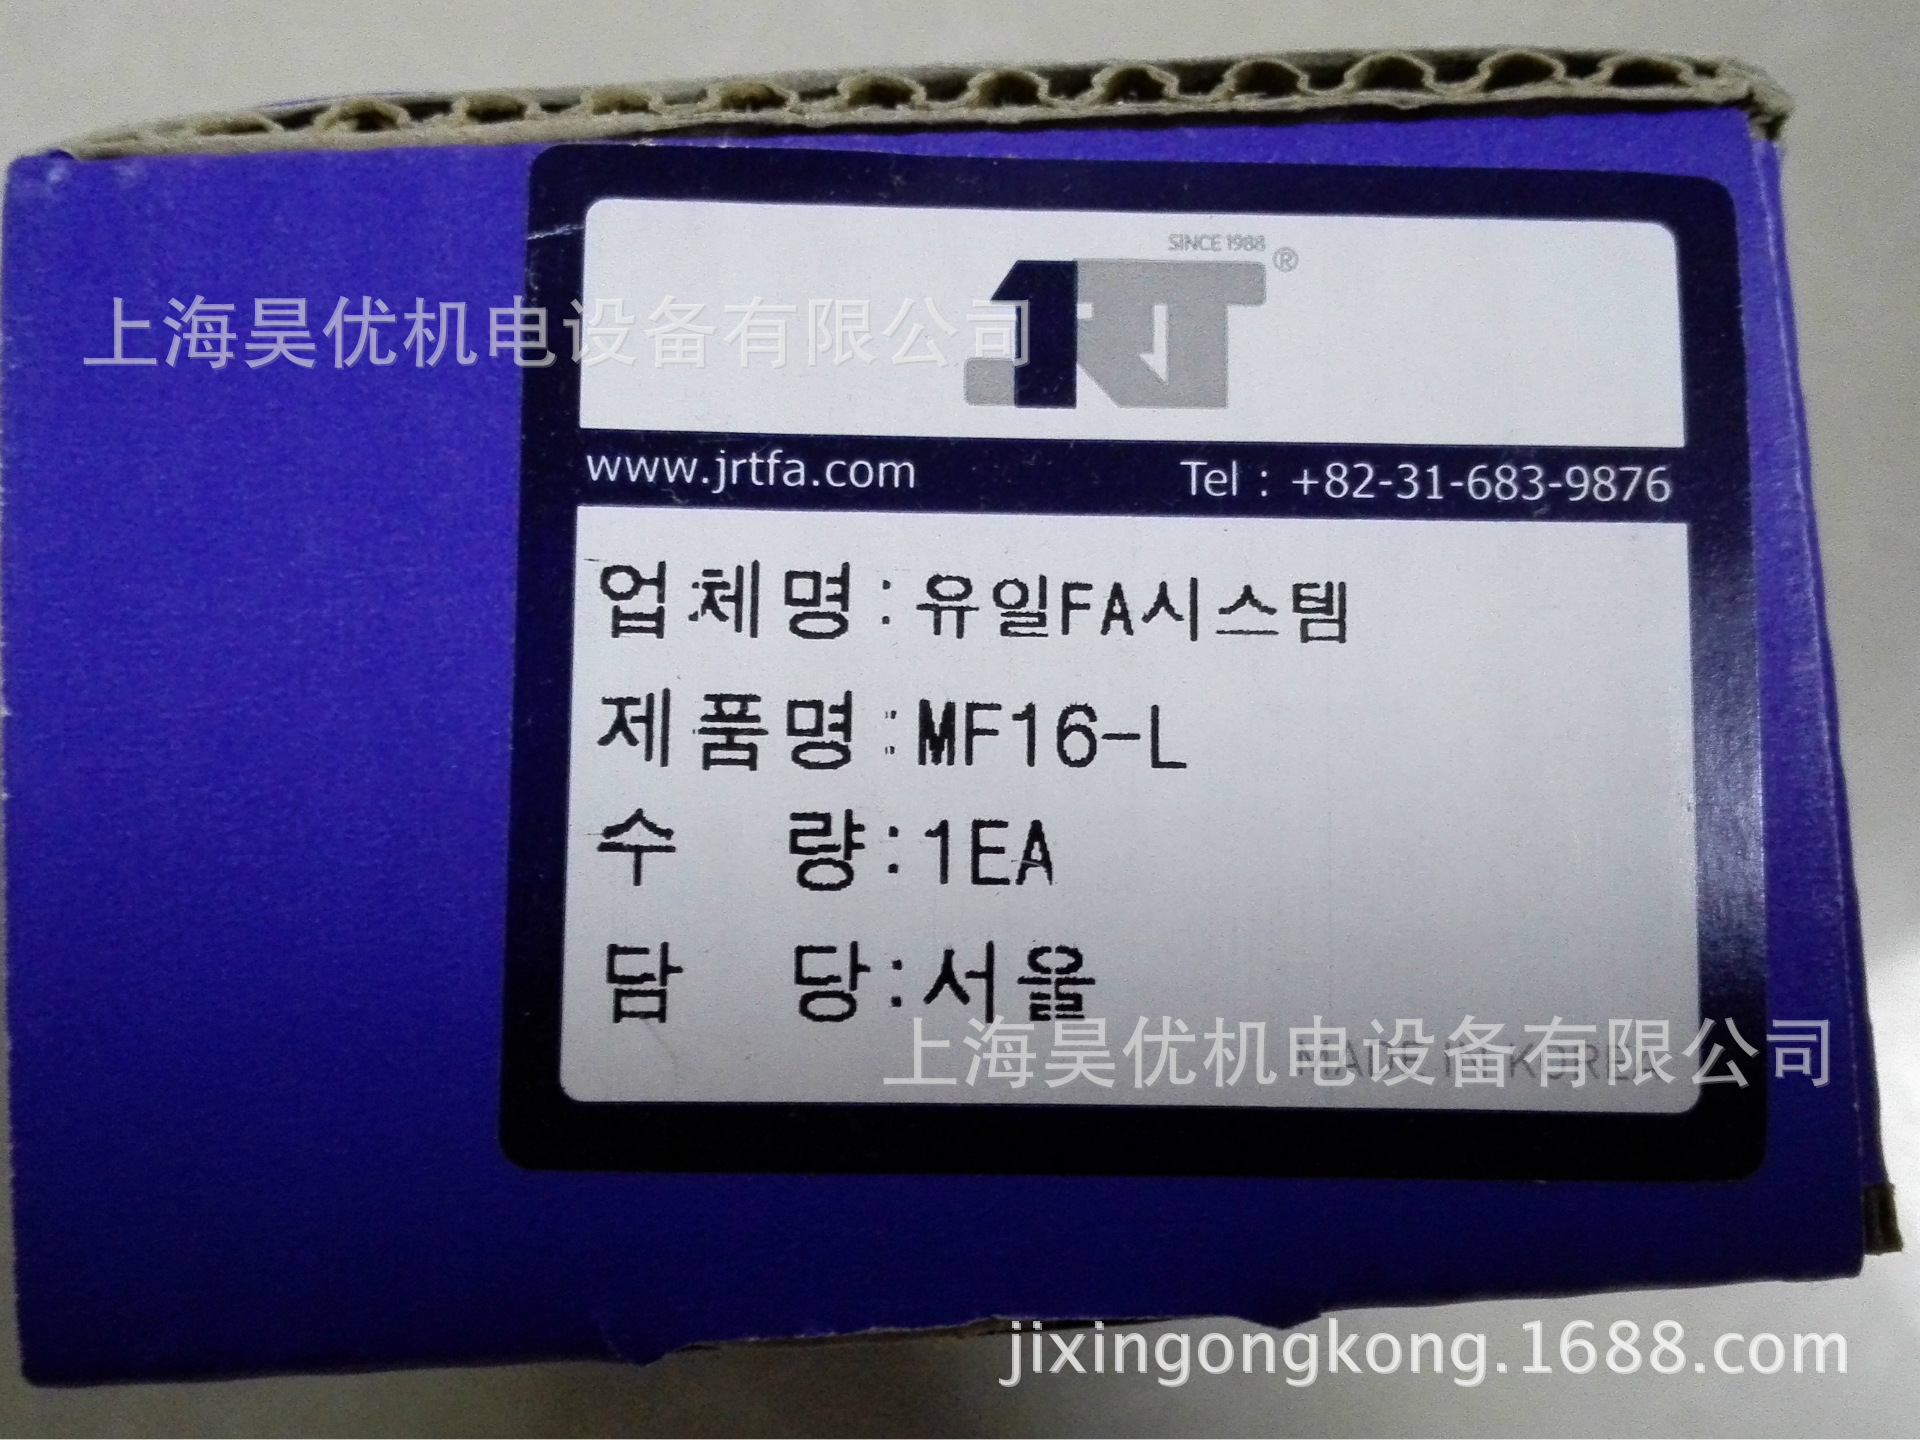 SINCE 1988
JRT®
上海昊优机电设备有限公司
www.jrtfa.com Tel : +82-31-683-9876
업체명:유일FA시스템
제품명:MF16-L
수 량:1EA
담 당:서울
MADE IN KOREA
上海昊优机电设备有限公司
jixingongkong.1688.com